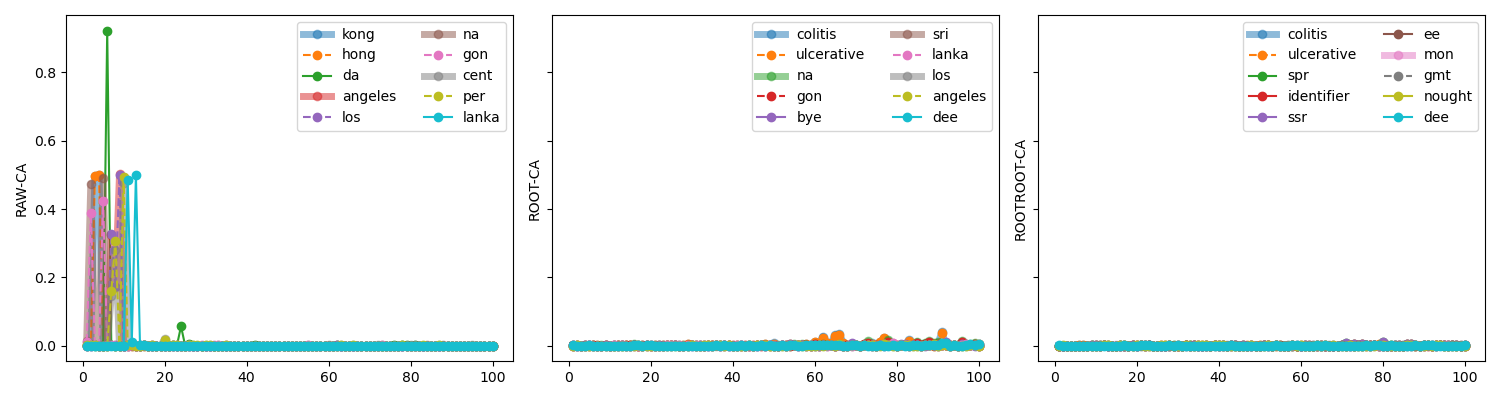 RAW-CA
0.0
0.2
0.4
0.6
0.8
0 20 40 60 80 100
kong na
hong gon
da cent
angeles per
los lanka
ROOT-CA
0 20 40 60 80 100
colitis sri
ulcerative lanka
na los
gon angeles
bye dee
ROOTROOT-CA
0 20 40 60 80 100
colitis ee
ulcerative mon
spr gmt
identifier nought
ssr dee